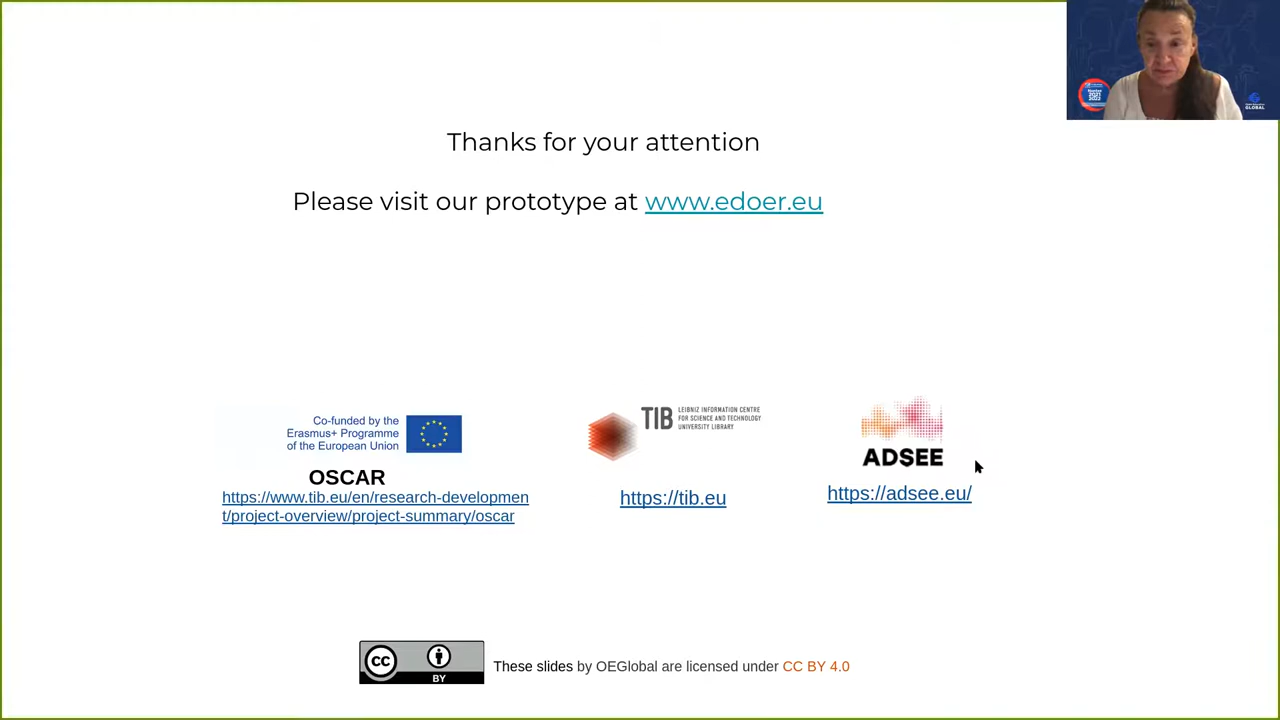 Thanks for your attention
Please visit our prototype at www.edoer.eu
Co-funded by the
Erasmus+ Programme
of the European Union
OSCAR
https://www.tib.eu/en/research-developmen
t/project-overview/project-summary/oscar
TIB
LEIBNIZ INFORMATION CENTRE
FOR SCIENCE AND TECHNOLOGY
UNIVERSITY LIBRARY
https://tib.eu
ADSEE
https://adsee.eu/
CC
BY
These slides by OEGlobal are licensed under CC BY 4.0
GLOBAL